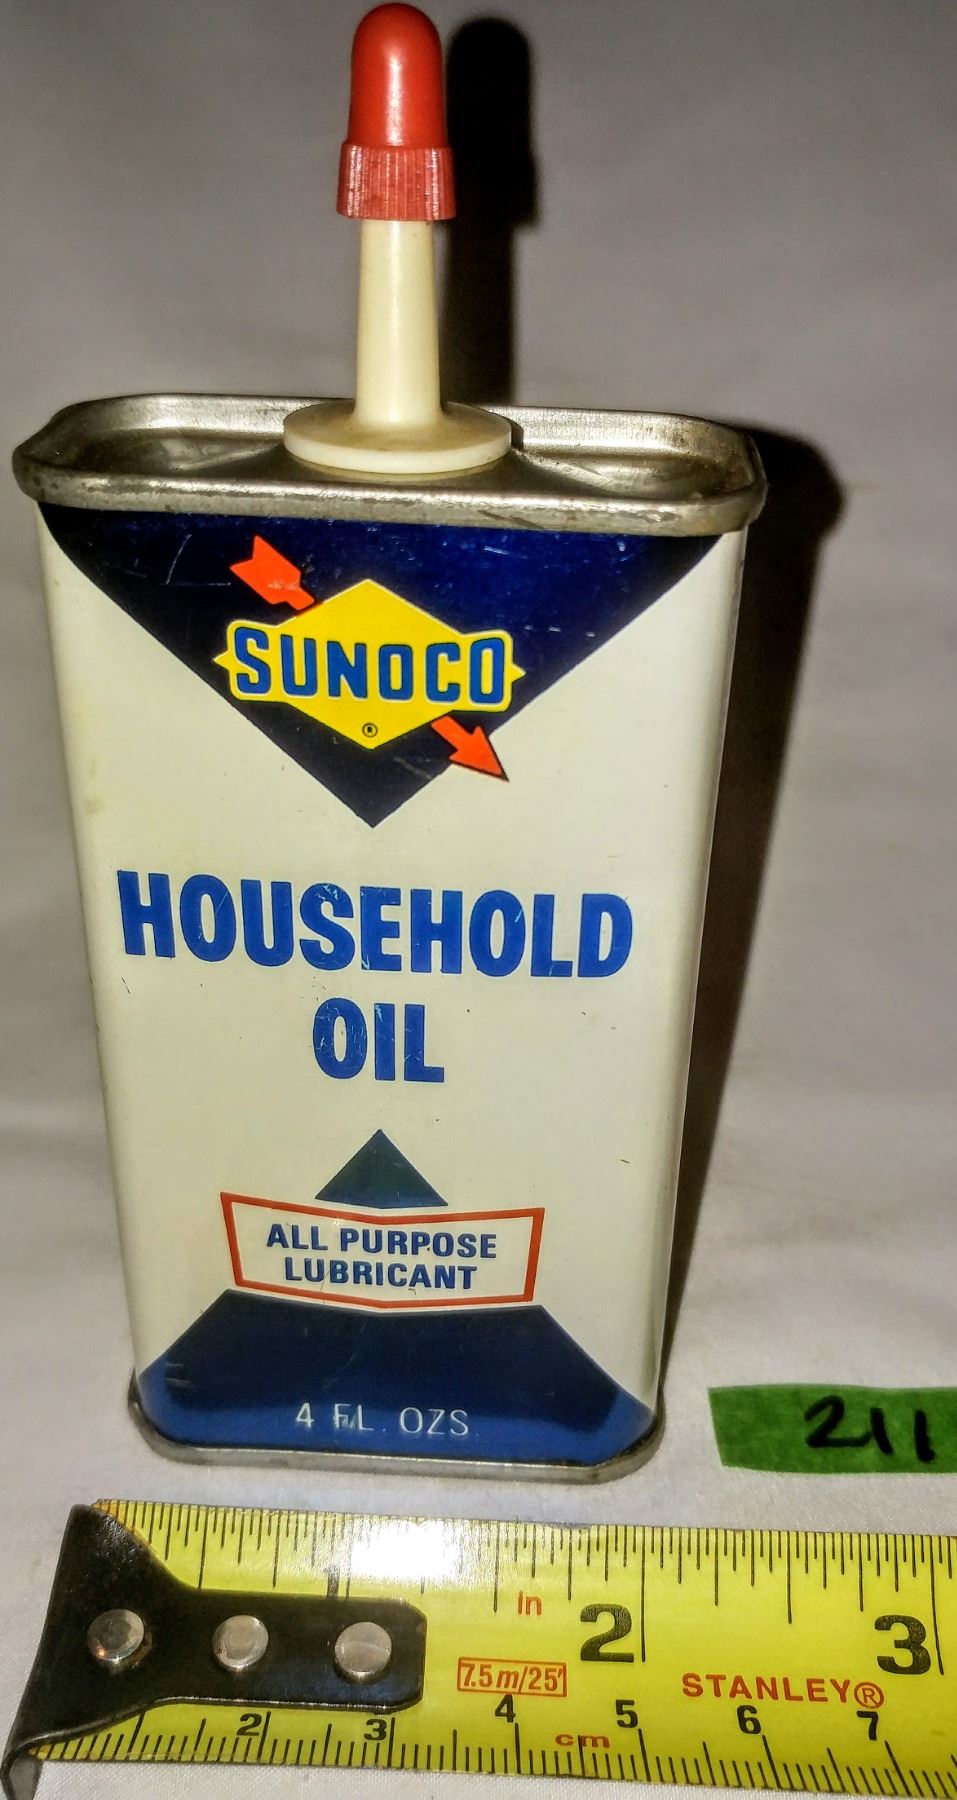 SUNOCO
®
HOUSEHOLD
OIL
ALL PURPOSE
LUBRICANT
4 FL. OZS.
211
in
2
3
7.5m/25'
STANLEY®
2
3
4
5
6
7
cm